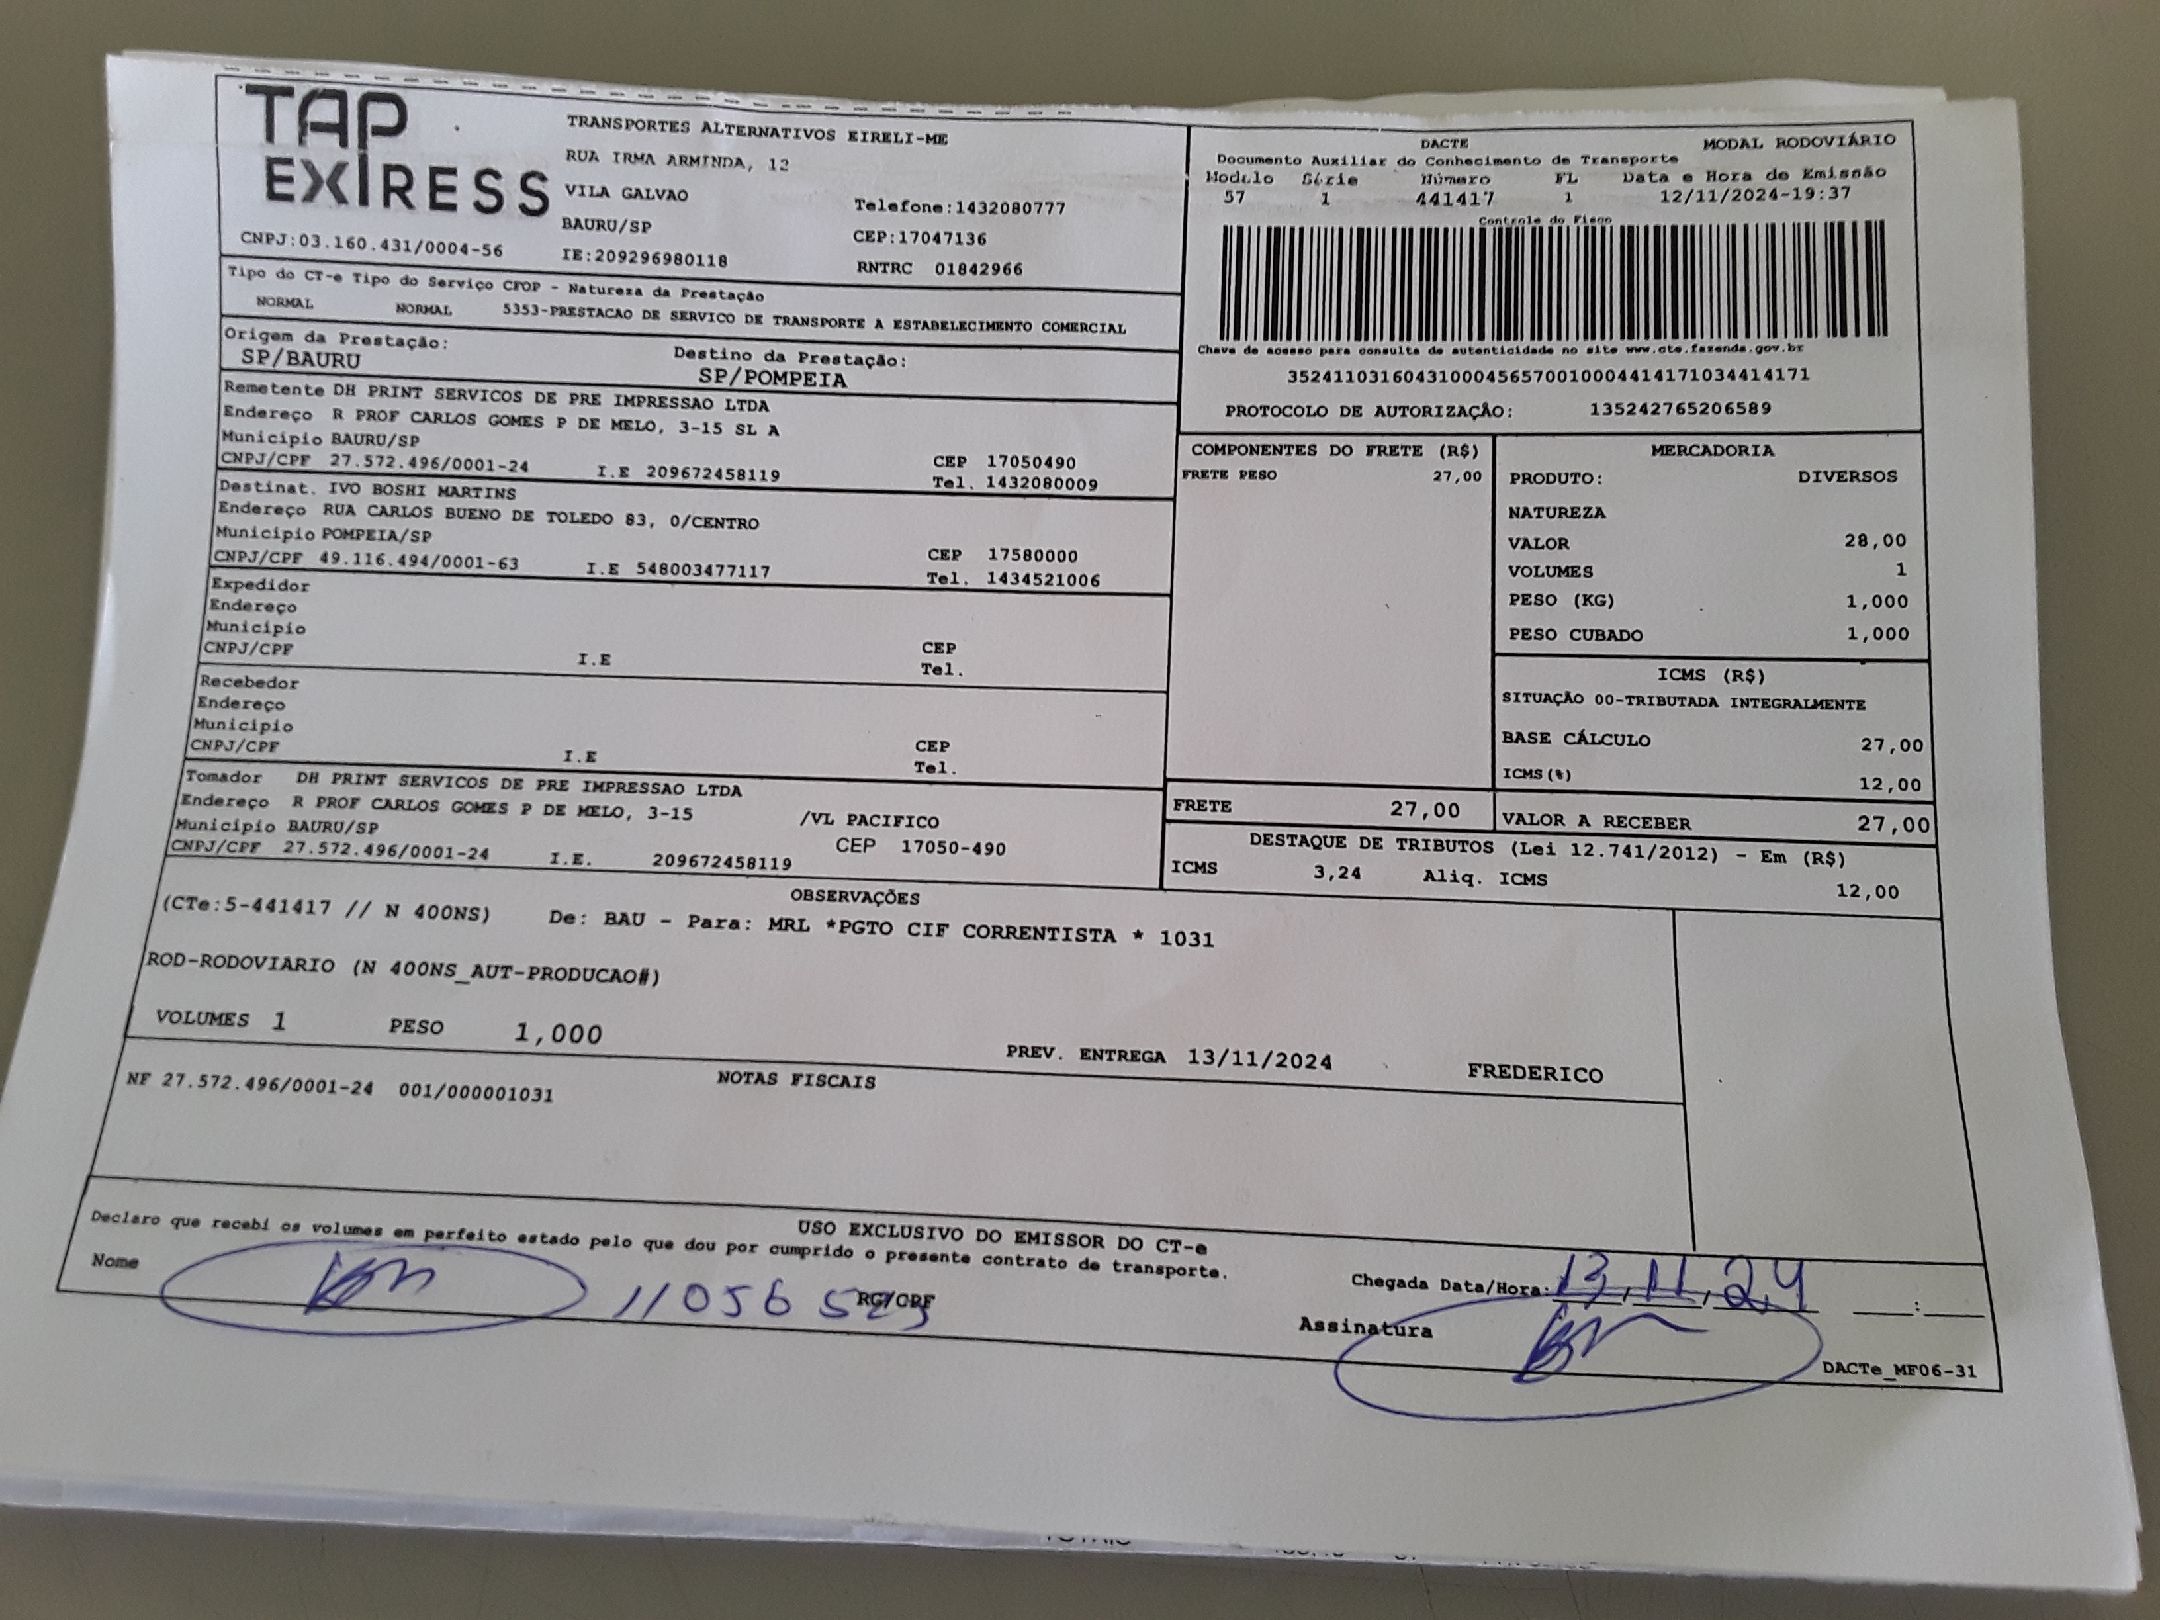 TAP
EXPRESS
TRANSPORTES ALTERNATIVOS EIRELI-ME
RUA IRMA ARMINDA, 12
VILA GALVAO
BAURU/SP
Telefone:1432080777
CEP:17047136
CNPJ:03.160.431/0004-56
IE:209296980118
RNTRC 01842966
DACTE MODAL RODOVIÁRIO
Documento Auxiliar do Conhecimento de Transporte
Modelo Série Número FL Data e Hora de Emissão
57 1 441417 1 12/11/2024-19:37
Controle do Fisco
Chave de acesso para consulta de autenticidade no site www.cte.fazenda.gov.br
35241103160431000456570010004414171034414171
PROTOCOLO DE AUTORIZAÇÃO: 135242765206589
Tipo do CT-e Tipo do Serviço CFOP - Natureza da Prestação
NORMAL NORMAL 5353-PRESTACAO DE SERVICO DE TRANSPORTE A ESTABELECIMENTO COMERCIAL
Origem da Prestação: Destino da Prestação:
SP/BAURU SP/POMPEIA
Remetente DH PRINT SERVICOS DE PRE IMPRESSAO LTDA
Endereço R PROF CARLOS GOMES P DE MELO, 3-15 SL A
Município BAURU/SP CEP 17050490
CNPJ/CPF 27.572.496/0001-24 I.E 209672458119 Tel. 1432080009
Destinat. IVO BOSHI MARTINS
Endereço RUA CARLOS BUENO DE TOLEDO 83, 0/CENTRO
Município POMPEIA/SP CEP 17580000
CNPJ/CPF 49.116.494/0001-63 I.E 548003477117 Tel. 1434521006
Expedidor
Endereço
Município CEP
CNPJ/CPF I.E Tel.
Recebedor
Endereço
Município CEP
CNPJ/CPF I.E Tel.
Tomador DH PRINT SERVICOS DE PRE IMPRESSAO LTDA
Endereço R PROF CARLOS GOMES P DE MELO, 3-15 /VL PACIFICO
Município BAURU/SP CEP 17050-490
CNPJ/CPF 27.572.496/0001-24 I.E. 209672458119
COMPONENTES DO FRETE (R$)
FRETE PESO 27,00
MERCADORIA
PRODUTO: DIVERSOS
NATUREZA
VALOR 28,00
VOLUMES 1
PESO (KG) 1,000
PESO CUBADO 1,000
ICMS (R$)
SITUAÇÃO 00-TRIBUTADA INTEGRALMENTE
BASE CÁLCULO 27,00
ICMS(%) 12,00
FRETE 27,00 VALOR A RECEBER 27,00
DESTAQUE DE TRIBUTOS (Lei 12.741/2012) - Em (R$)
ICMS 3,24 Aliq. ICMS 12,00
OBSERVAÇÕES
(CTe:5-441417 // N 400NS) De: BAU - Para: MRL *PGTO CIF CORRENTISTA * 1031
ROD-RODOVIARIO (N 400NS_AUT-PRODUCAO#)
VOLUMES 1 PESO 1,000 PREV. ENTREGA 13/11/2024 FREDERICO
NOTAS FISCAIS
NF 27.572.496/0001-24 001/000001031
USO EXCLUSIVO DO EMISSOR DO CT-e
Declaro que recebi os volumes em perfeito estado pelo que dou por cumprido o presente contrato de transporte.
Nome RG/CPF Chegada Data/Hora: 13,11,24 :
Assinatura
DACTe_MF06-31